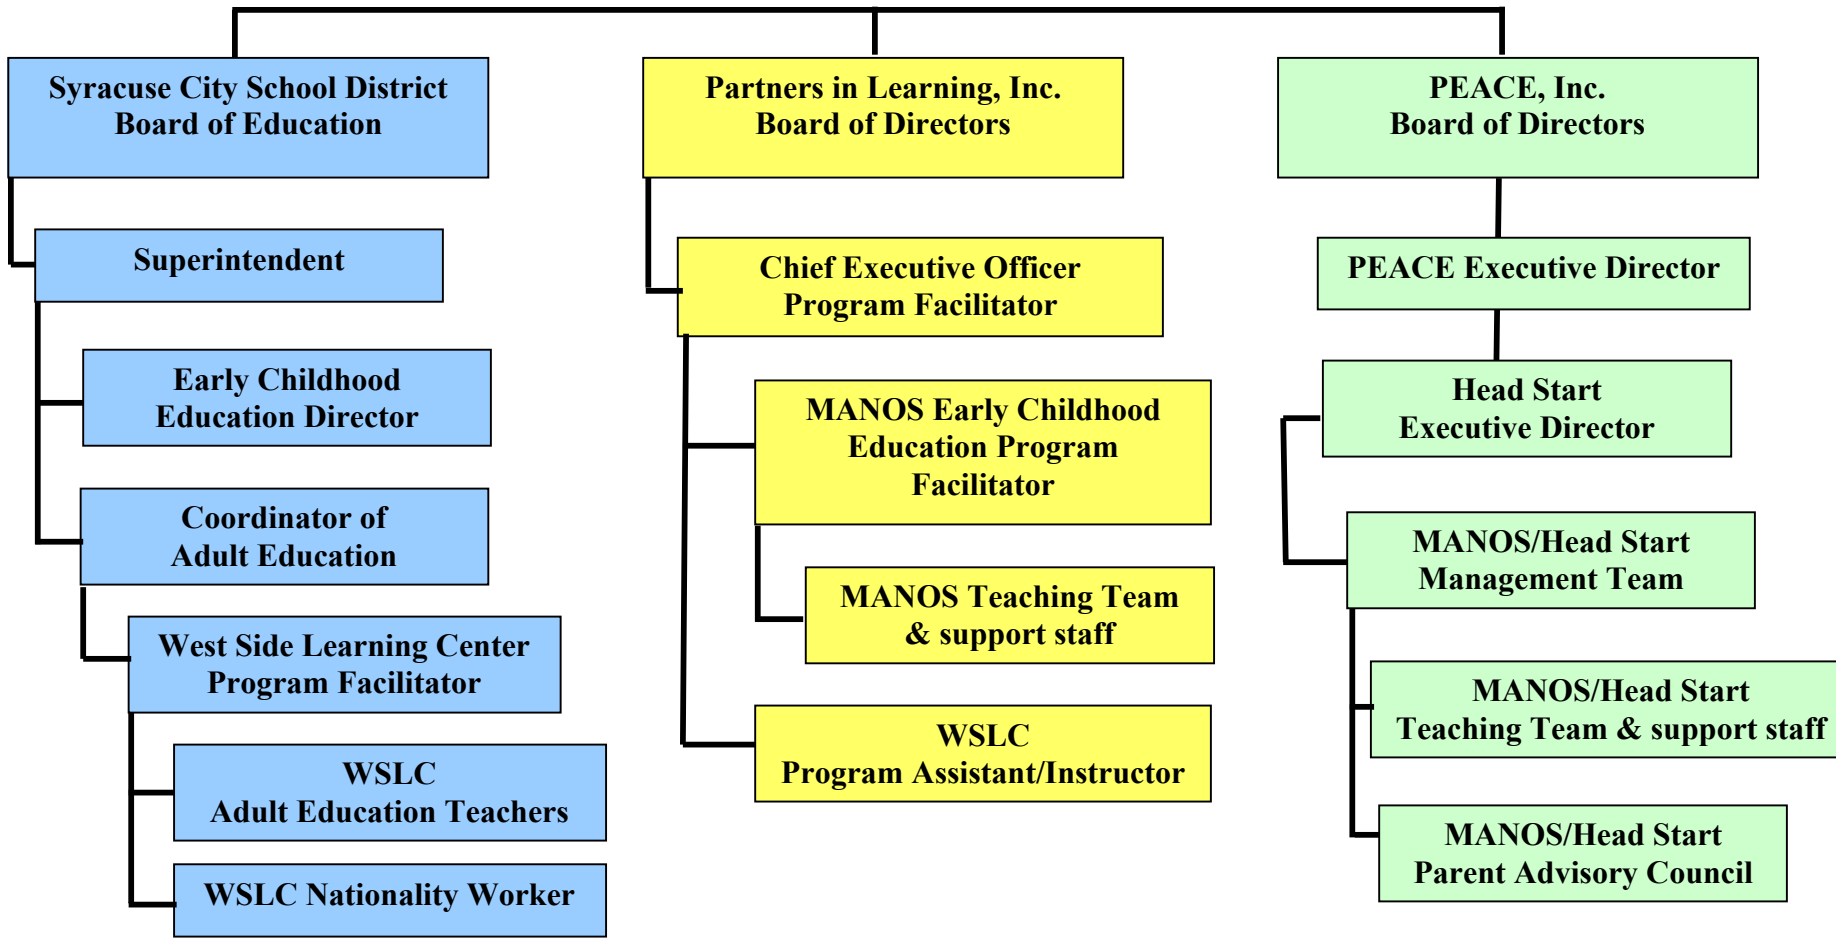 Syracuse City School District
Board of Education
Superintendent
Early Childhood
Education Director
Coordinator of
Adult Education
West Side Learning Center
Program Facilitator
WSLC
Adult Education Teachers
WSLC Nationality Worker
Partners in Learning, Inc.
Board of Directors
Chief Executive Officer
Program Facilitator
MANOS Early Childhood
Education Program
Facilitator
MANOS Teaching Team
& support staff
WSLC
Program Assistant/Instructor
PEACE, Inc.
Board of Directors
PEACE Executive Director
Head Start
Executive Director
MANOS/Head Start
Management Team
MANOS/Head Start
Teaching Team & support staff
MANOS/Head Start
Parent Advisory Council